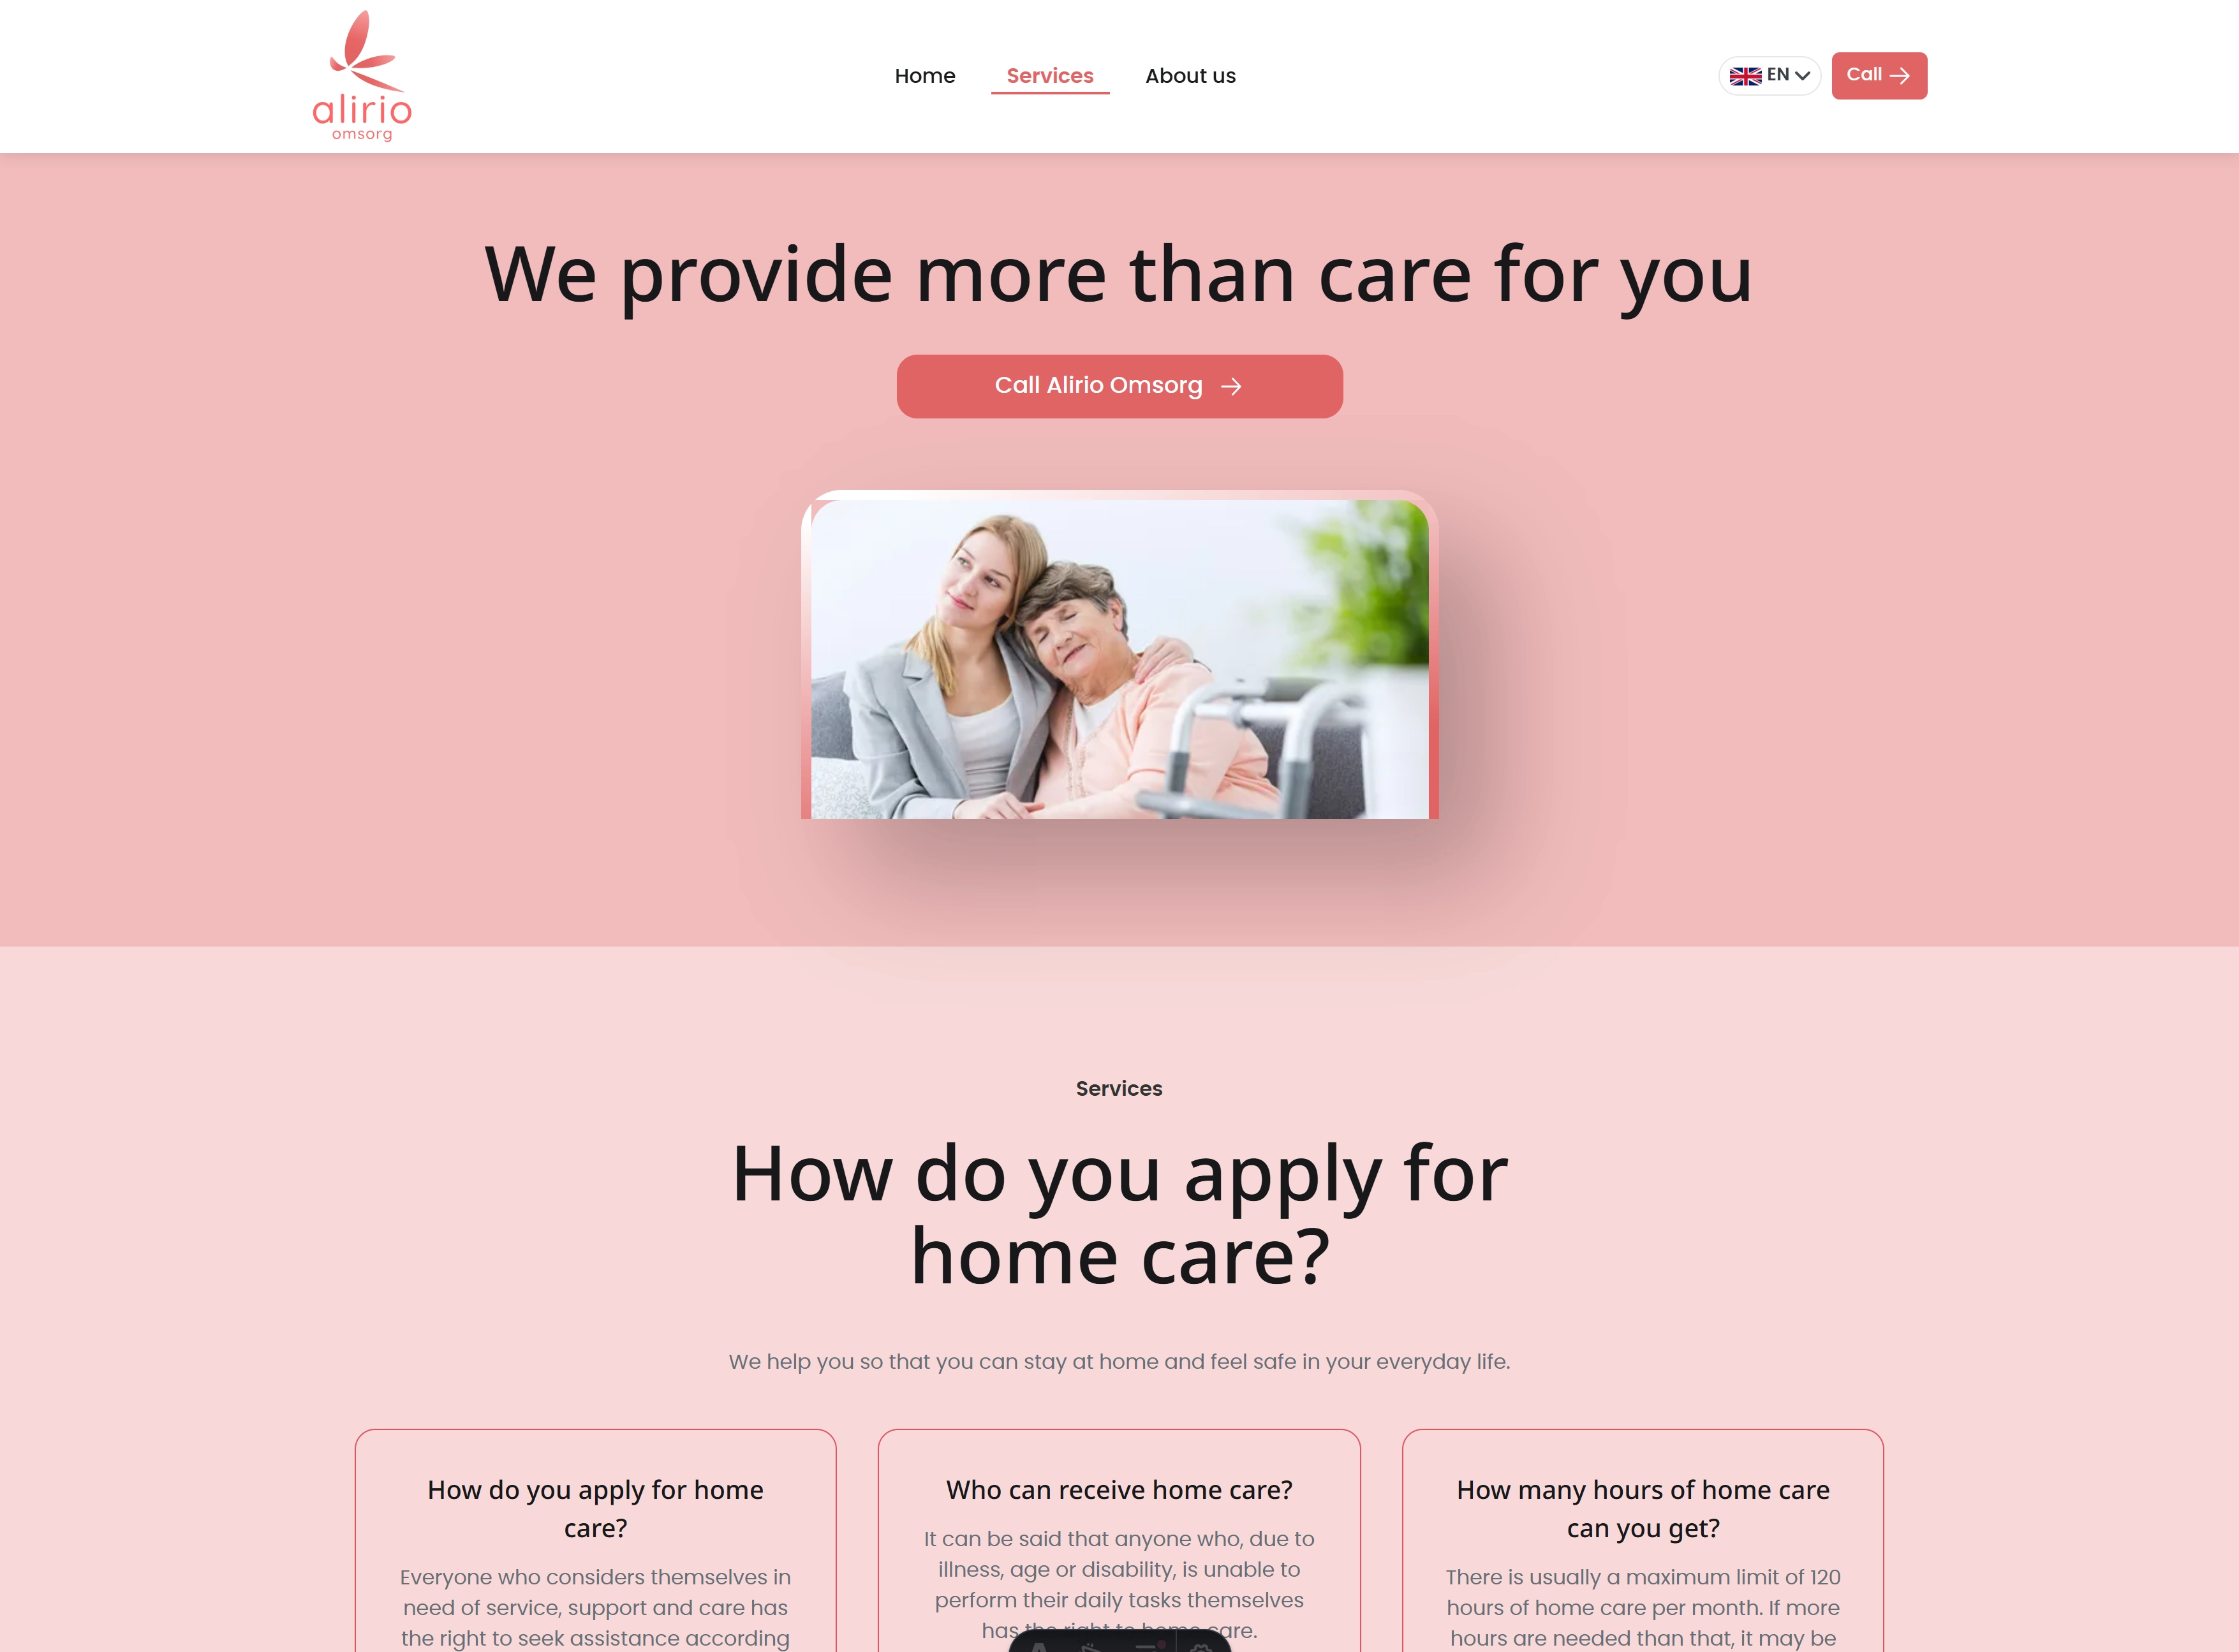 alirio
omsorg
Home
Services
About us
EN
Call
We provide more than care for you
Call Alirio Omsorg
Services
How do you apply for
home care?
We help you so that you can stay at home and feel safe in your everyday life.
How do you apply for home
care?
Everyone who considers themselves in
need of service, support and care has
the right to seek assistance according
Who can receive home care?
It can be said that anyone who, due to
illness, age or disability, is unable to
perform their daily tasks themselves
has the right to home care.
How many hours of home care
can you get?
There is usually a maximum limit of 120
hours of home care per month. If more
hours are needed than that, it may be